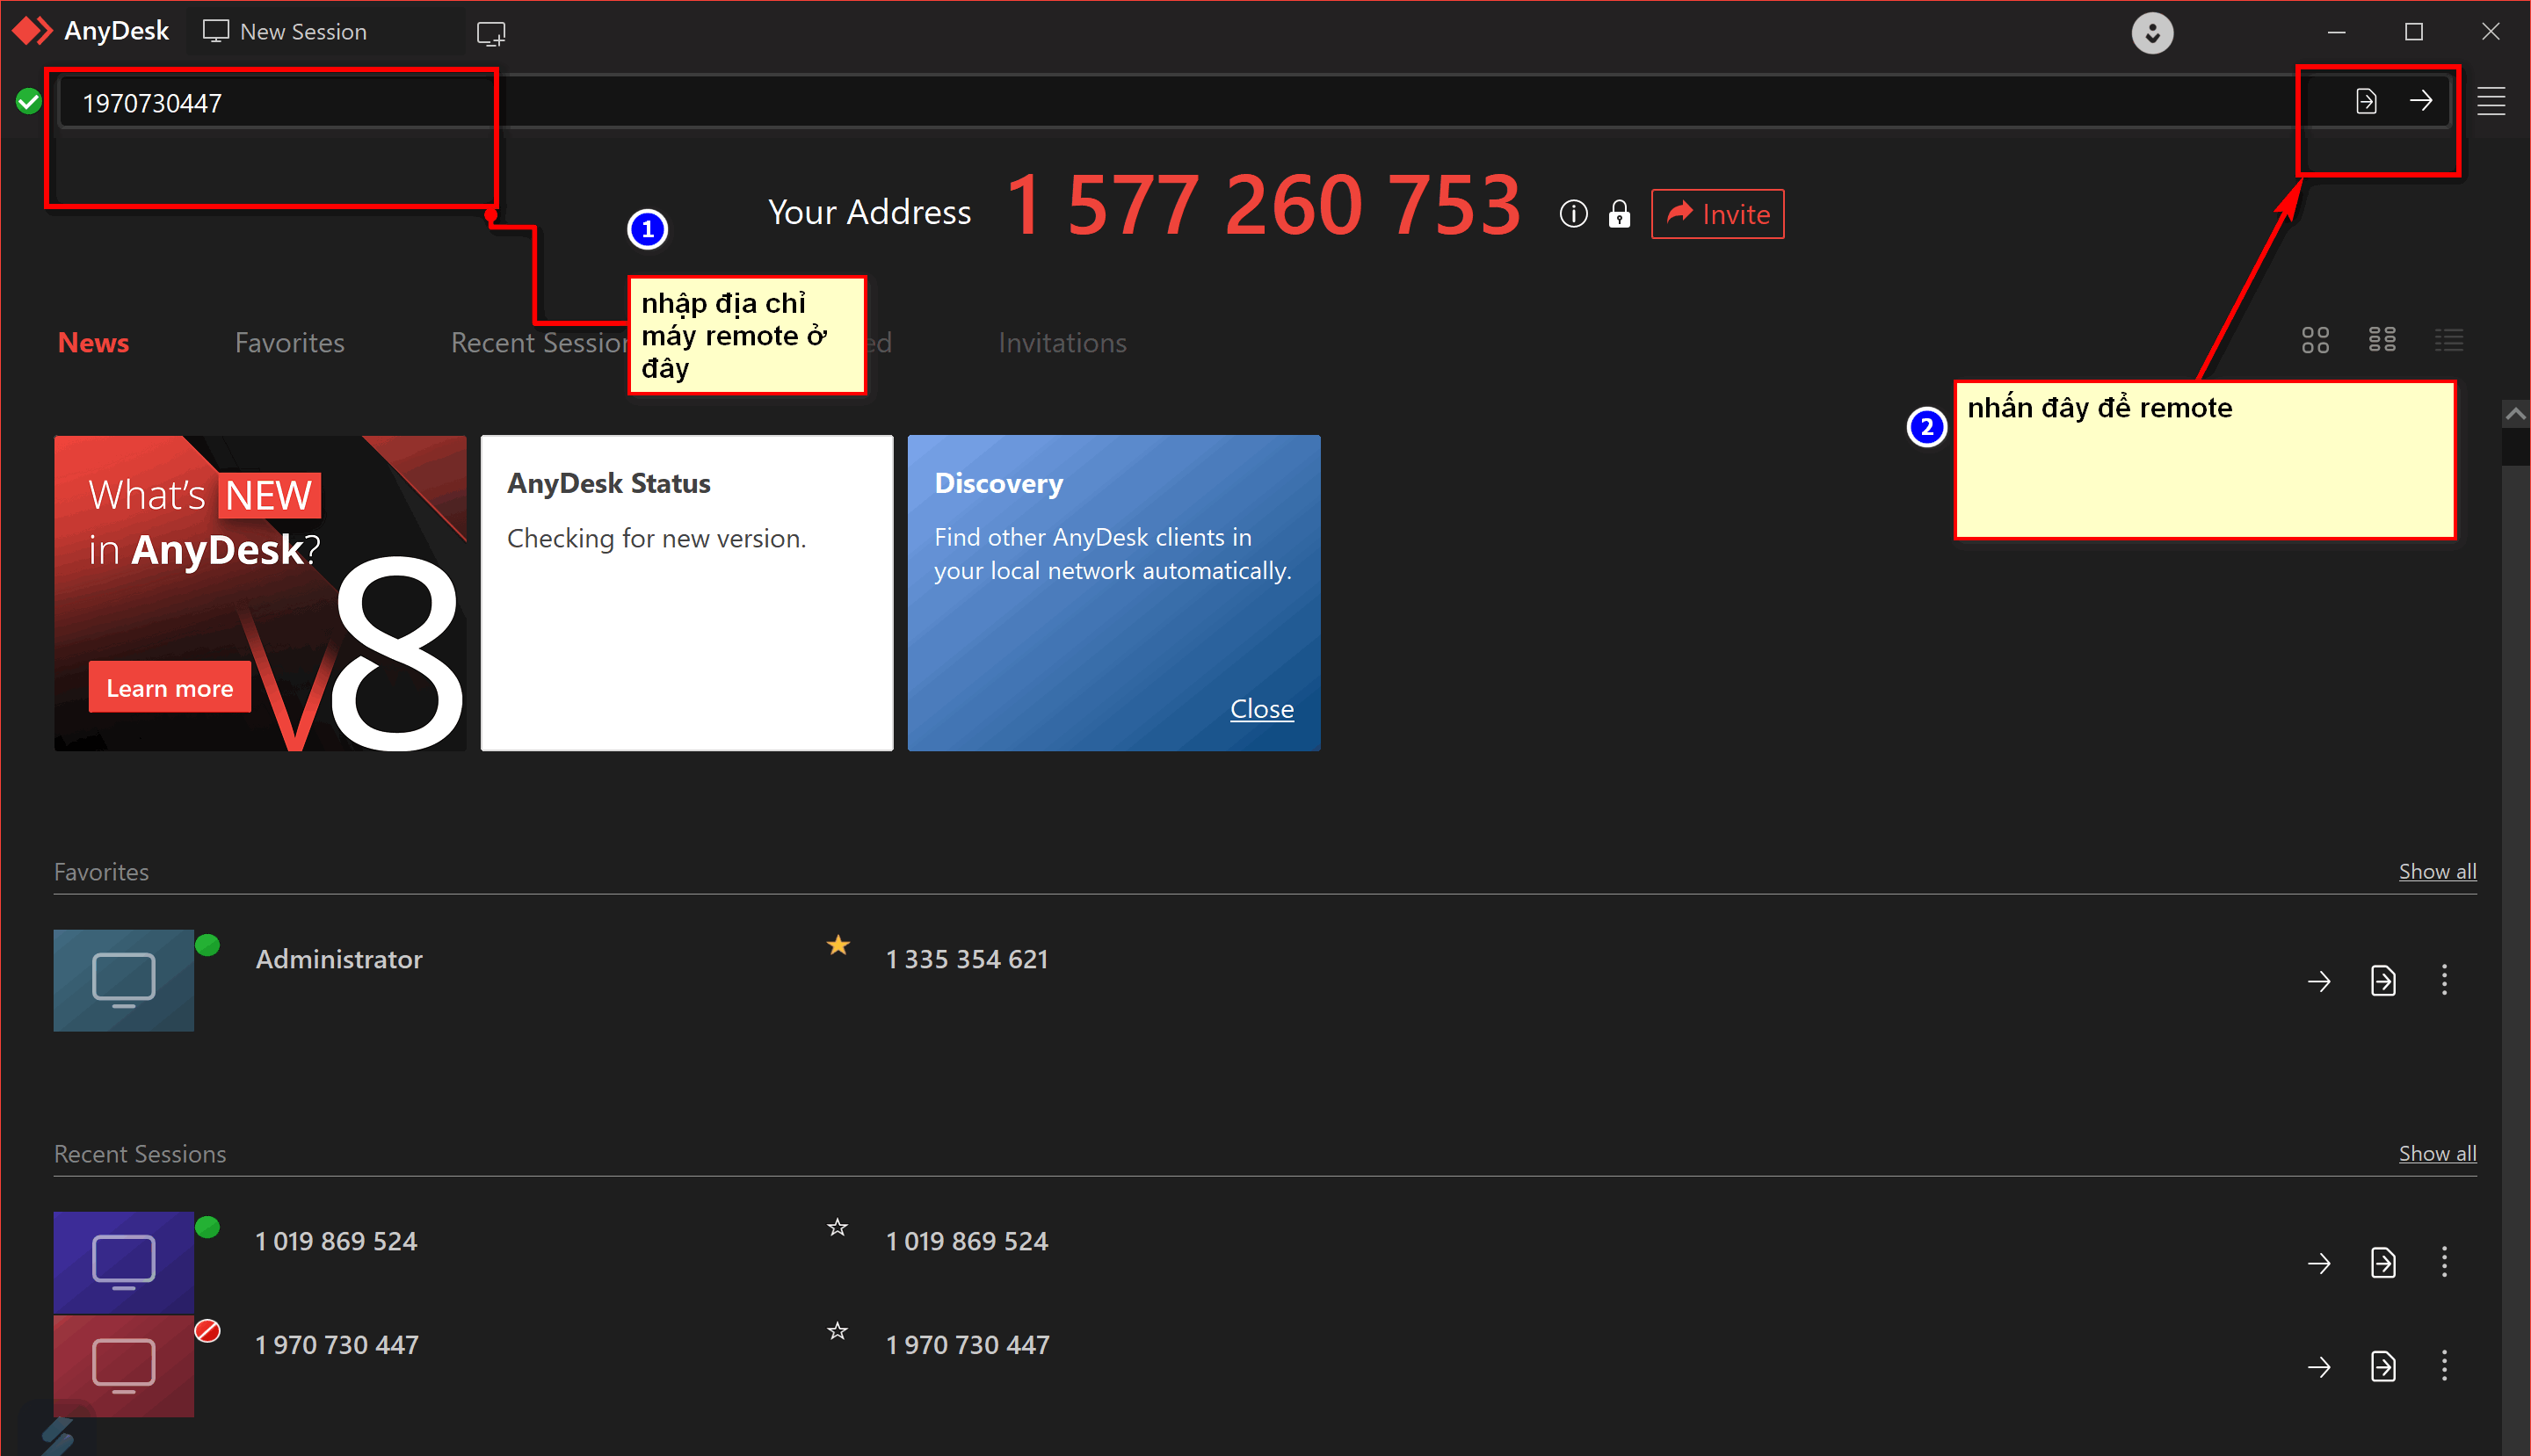 AnyDesk
New Session
1970730447
Your Address
1 577 260 753
Invite
1
nhập địa chỉ
máy remote ở
đây
News
Favorites
Recent Session
Invitations
2
nhấn đây để remote
What's NEW
in AnyDesk?
V8
Learn more
AnyDesk Status
Checking for new version.
Discovery
Find other AnyDesk clients in
your local network automatically.
Close
Favorites
Show all
Administrator
1 335 354 621
Recent Sessions
Show all
1 019 869 524
1 019 869 524
1 970 730 447
1 970 730 447